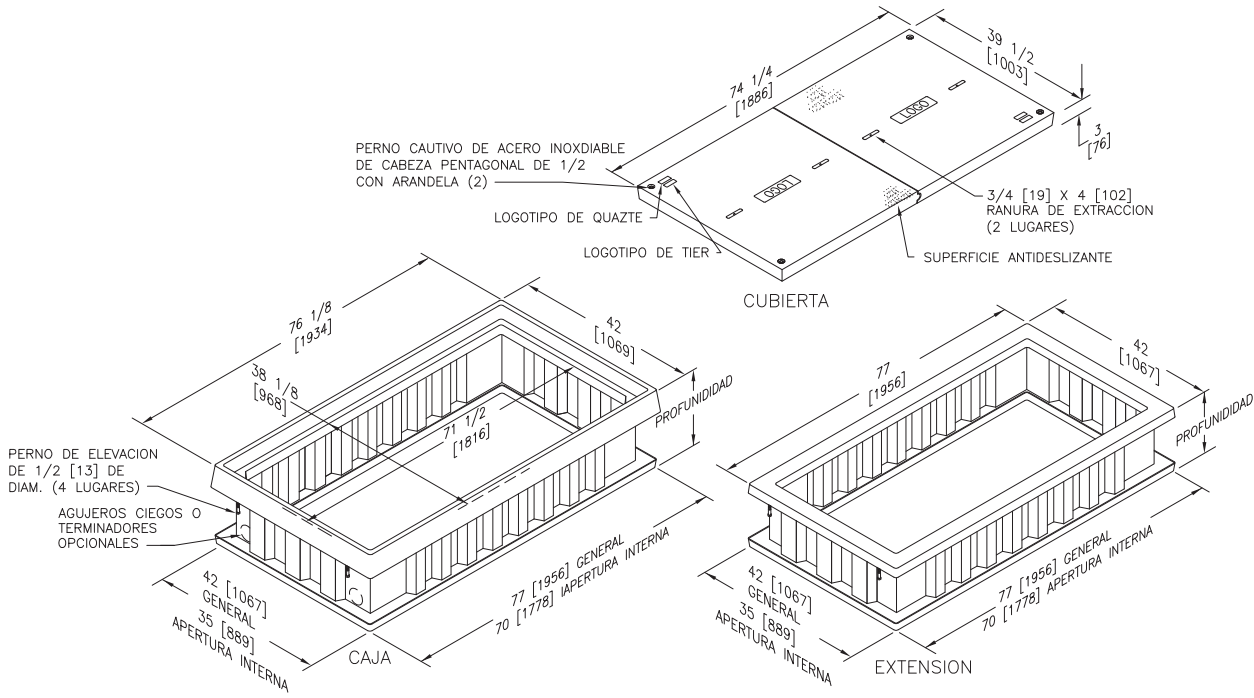 74 1/4
[1886]
39 1/2
[1003]
3
[76]
PERNO CAUTIVO DE ACERO INOXDIABLE
DE CABEZA PENTAGONAL DE 1/2
CON ARANDELA (2)
LOGOTIPO DE QUAZTE
LOGOTIPO DE TIER
LOGO
LOGO
3/4 [19] X 4 [102]
RANURA DE EXTRACCION
(2 LUGARES)
SUPERFICIE ANTIDESLIZANTE
CUBIERTA
76 1/8
[1934]
42
[1069]
38 1/8
[968]
71 1/2
[1816]
PROFUNIDIDAD
PERNO DE ELEVACION
DE 1/2 [13] DE
DIAM. (4 LUGARES)
AGUJEROS CIEGOS O
TERMINADORES
OPCIONALES
42 [1067]
GENERAL
35 [889]
APERTURA INTERNA
77 [1956] GENERAL
70 [1778] IAPERTURA INTERNA
CAJA
77
[1956]
42
[1067]
PROFUNIDIDAD
42 [1067]
GENERAL
35 [889]
APERTURA INTERNA
77 [1956] GENERAL
70 [1778] APERTURA INTERNA
EXTENSION